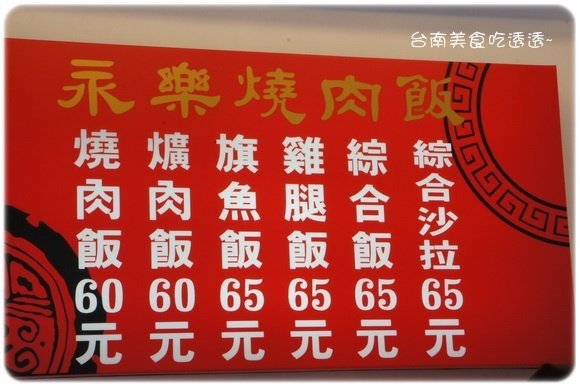 台南美食吃透透~
永樂燒肉飯
燒肉飯60元
爌肉飯60元
旗魚飯65元
雞腿飯65元
綜合飯65元
綜合沙拉65元